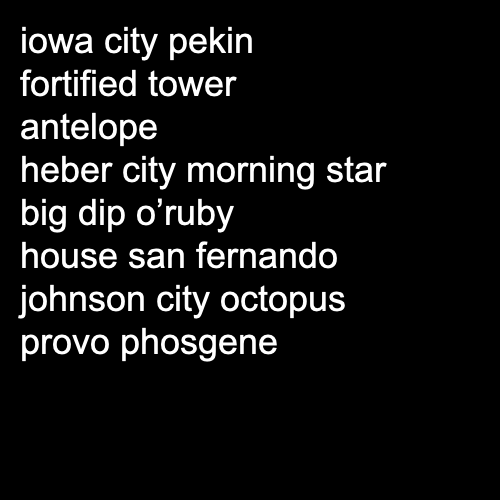 iowa city pekin
fortified tower
antelope
heber city morning star
big dip o’ruby
house san fernando
johnson city octopus
provo phosgene